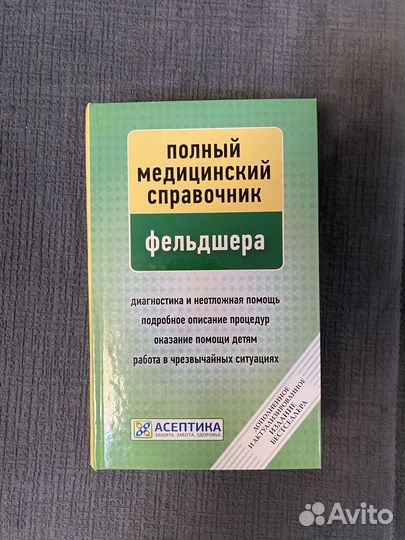 ПОЛНЫЙ
МЕДИЦИНСКИЙ
СПРАВОЧНИК
ФЕЛЬДШЕРА
диагностика и неотложная помощь
подробное описание процедур
оказание помощи детям
работа в чрезвычайных ситуациях
ДОПОЛНЕННОЕ
И АКТУАЛИЗИРОВАННОЕ
ИЗДАНИЕ
БЕСТСЕЛЛЕРА
АСЕПТИКА
ЗАЩИТА. ЗАБОТА. ЗДОРОВЬЕ.
Avito